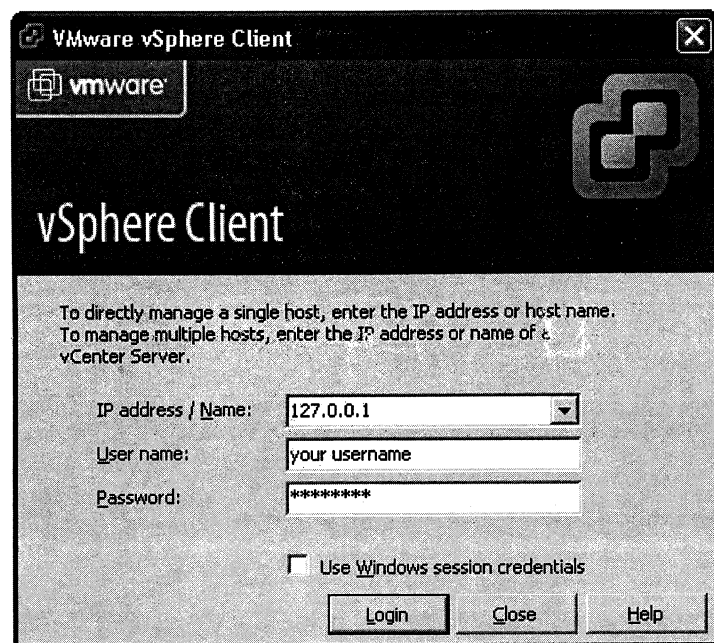 VMware vSphere Client
vmware
vSphere Client
To directly manage a single host, enter the IP address or host name.
To manage multiple hosts, enter the IP address or name of a
vCenter Server.
IP address / Name: 127.0.0.1
User name: your username
Password: ********
Use Windows session credentials
Login Close Help